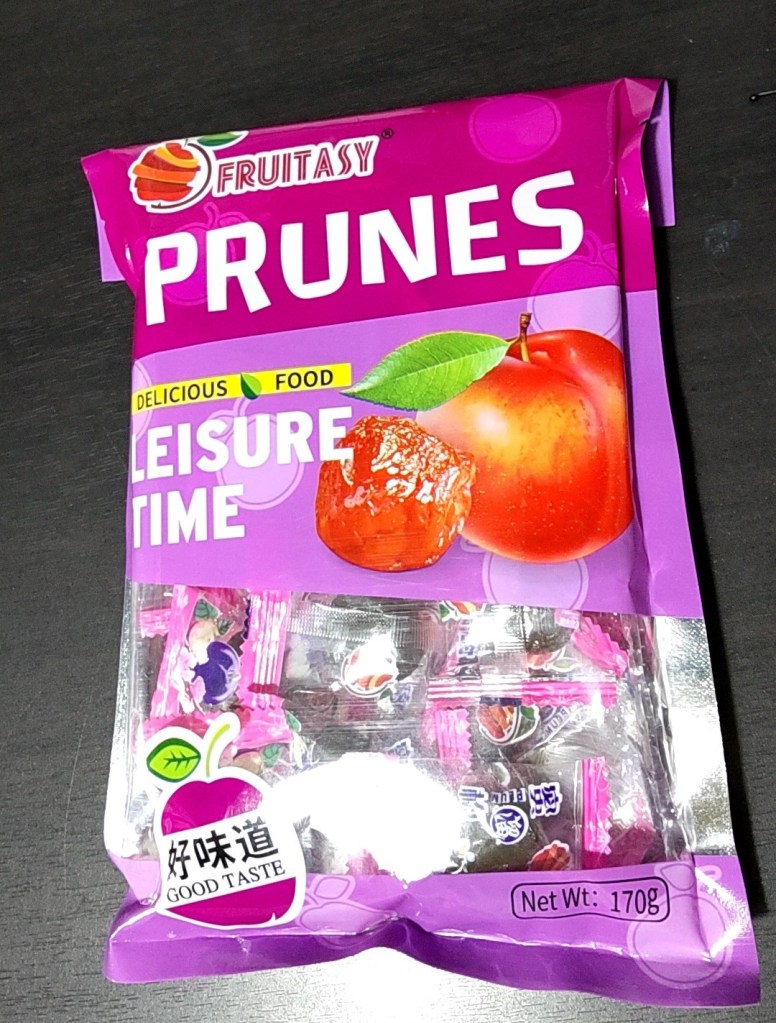 FRUITASY®
PRUNES
DELICIOUS FOOD
LEISURE
TIME
好味道
GOOD TASTE
Net Wt: 170g